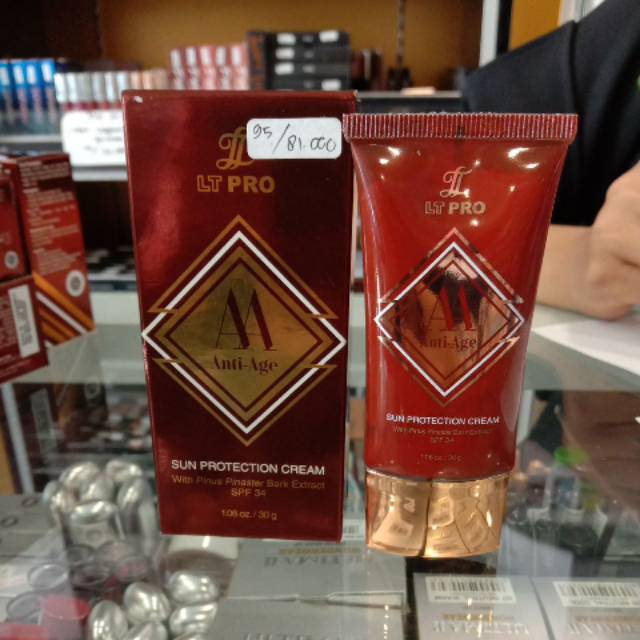 95/81.000
LT PRO
AA
Anti-Age
SUN PROTECTION CREAM
With Pinus Pinaster Bark Extract
SPF 34
1.06 oz. / 30 g
LT PRO
AA
Anti-Age
SUN PROTECTION CREAM
With Pinus Pinaster Bark Extract
SPF 34
1.06 oz. / 30 g